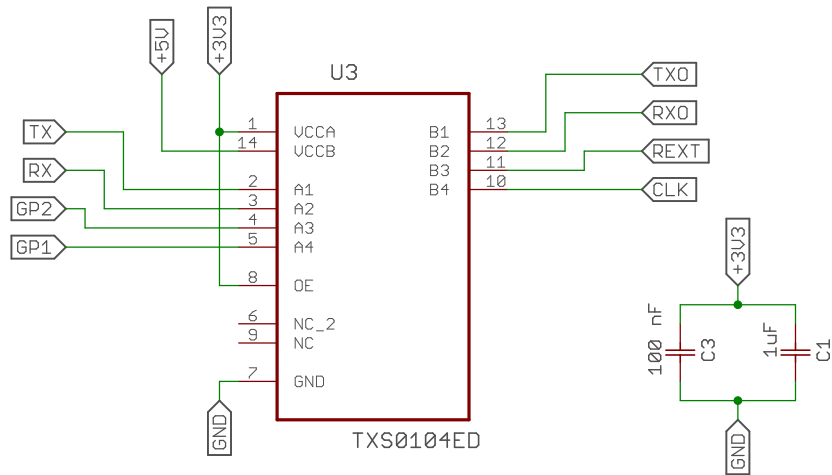 +5V
+3V3
U3
TX
RX
GP2
GP1
1 VCCA
14 VCCB
2 A1
3 A2
4 A3
5 A4
8 OE
6 NC_2
9 NC
7 GND
GND
B1 13 TXO
B2 12 RXO
B3 11 REXT
B4 10 CLK
TXS0104ED
+3V3
100 nF
C3
1uF
C1
GND